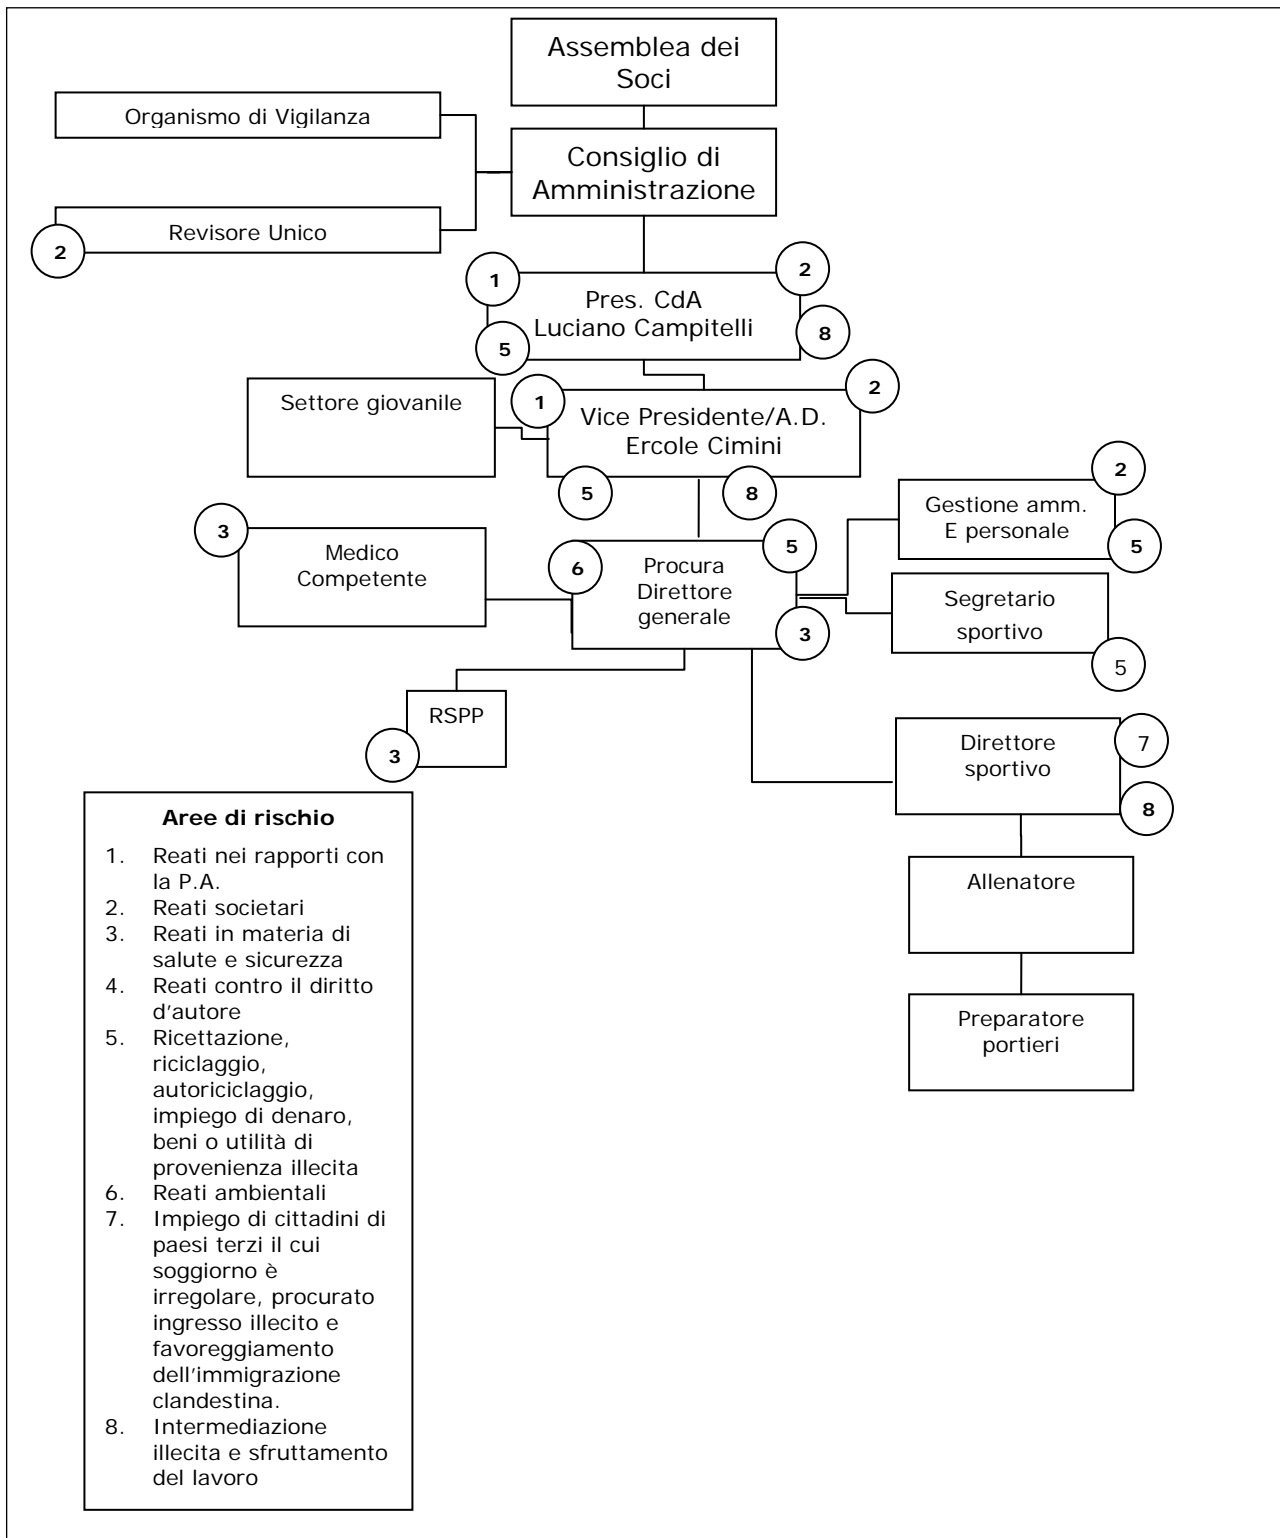 Assemblea dei
Soci
Organismo di Vigilanza
Consiglio di
Amministrazione
Revisore Unico
2
1
2
Pres. CdA
Luciano Campitelli
5
8
Settore giovanile
1
2
Vice Presidente/A.D.
Ercole Cimini
5
8
2
Gestione amm.
E personale
5
3
Medico
Competente
6
5
Procura
Direttore
generale
3
Segretario
sportivo
5
RSPP
3
Direttore
sportivo
7
8
Allenatore
Preparatore
portieri
Aree di rischio
1. Reati nei rapporti con
la P.A.
2. Reati societari
3. Reati in materia di
salute e sicurezza
4. Reati contro il diritto
d'autore
5. Ricettazione,
riciclaggio,
autoriciclaggio,
impiego di denaro,
beni o utilità di
provenienza illecita
6. Reati ambientali
7. Impiego di cittadini di
paesi terzi il cui
soggiorno è
irregolare, procurato
ingresso illecito e
favoreggiamento
dell'immigrazione
clandestina.
8. Intermediazione
illecita e sfruttamento
del lavoro